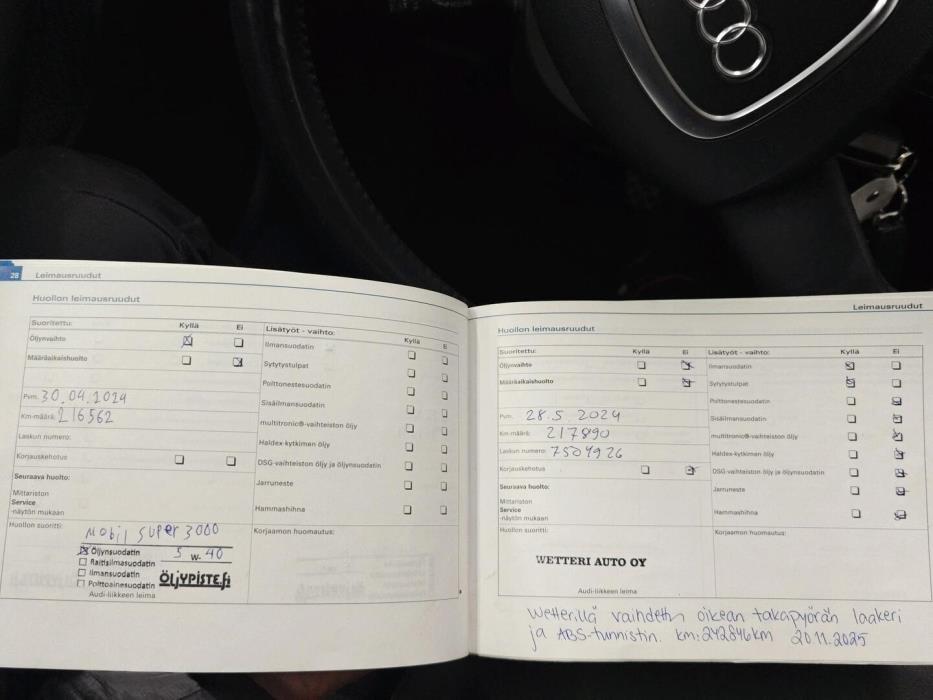 28 Leimausruudut
Huollon leimausruudut
Suoritettu: Kyllä Ei Lisätyöt - vaihto: Kyllä E
Öljynvaihto
Ilmansuodatin
Määräaikaishuolto
Sytytystulpat
Polttonestesuodatin
Pvm. 30.04.2024
Sisäilmansuodatin
Km-määrä: 216562
multitronic®-vaihteiston öljy
Laskun numero:
Haldex-kytkimen öljy
Korjauskehotus
DSG-vaihteiston öljy ja öljynsuodatin
Seuraava huolto:
Jarruneste
Mittariston
Service
-näytön mukaan
Hammashihna
Huollon suoritti:
Korjaamon huomautus:
Mobil super 3000
Öljynsuodatin 5 W- 40
Raitisilmasuodatin
Ilmansuodatin
Polttoainesuodatin
ÖLJYPISTE.fi
Audi-liikkeen leima
Leimausruudut
Huollon leimausruudut
Suoritettu: Kyllä Ei Lisätyöt - vaihto: Kyllä Ei
Öljynvaihto
Ilmansuodatin
Määräaikaishuolto
Sytytystulpat
Polttonestesuodatin
Pvm. 28.5.2024
Sisäilmansuodatin
Km-määrä: 217890
multitronic®-vaihteiston öljy
Laskun numero: 7504926
Haldex-kytkimen öljy
Korjauskehotus
DSG-vaihteiston öljy ja öljynsuodatin
Seuraava huolto:
Jarruneste
Mittariston
Service
-näytön mukaan
Hammashihna
Huollon suoritti:
Korjaamon huomautus:
WETTERI AUTO OY
Audi-liikkeen leima
Wetterillä vaihdettu oikean takapyörän laakeri
ja ABS-tunnistin. km: 242846km 20.11.2025